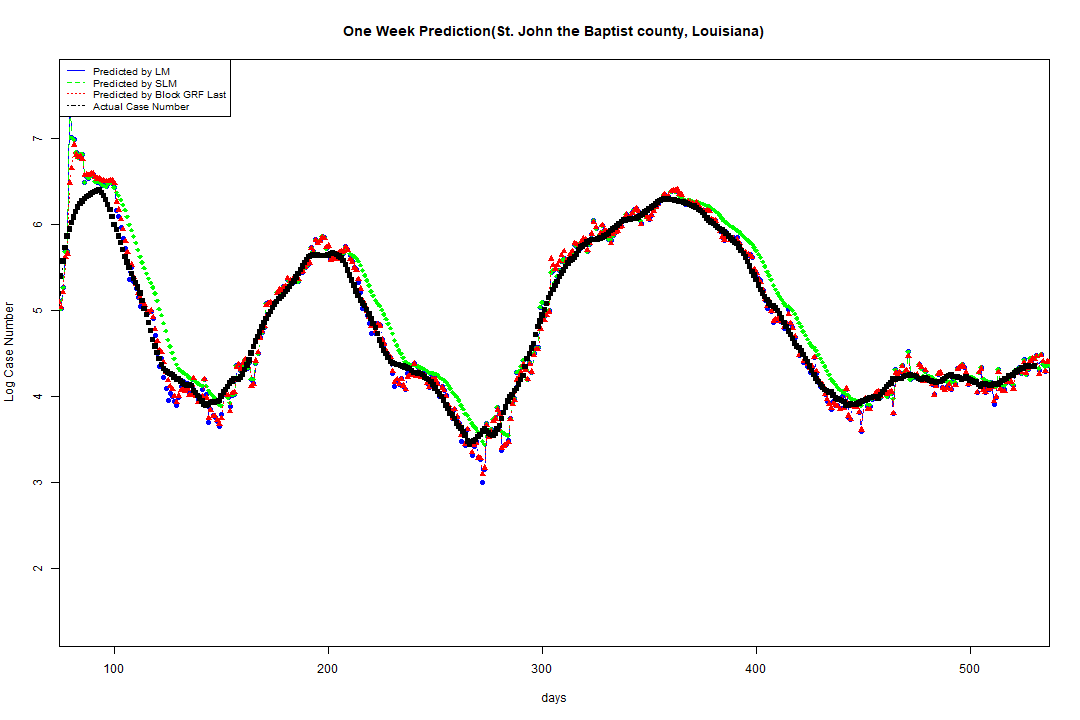 One Week Prediction(St. John the Baptist county, Louisiana)
Predicted by LM
Predicted by SLM
Predicted by Block GRF Last
Actual Case Number
7
6
5
4
3
2
Log Case Number
100 200 300 400 500
days